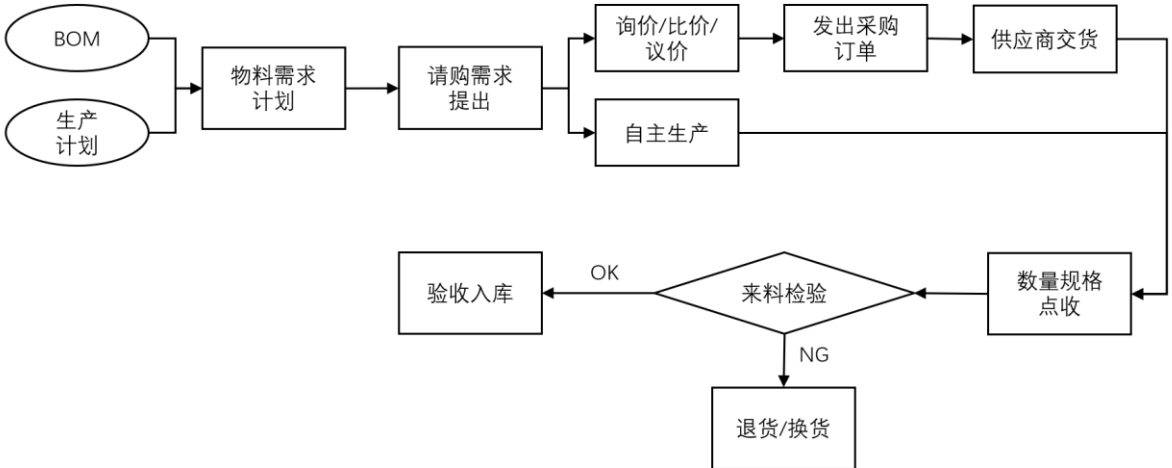 BOM
生产
计划
物料需求
计划
请购需求
提出
询价/比价/
议价
发出采购
订单
供应商交货
自主生产
数量规格
点收
来料检验
OK
验收入库
NG
退货/换货